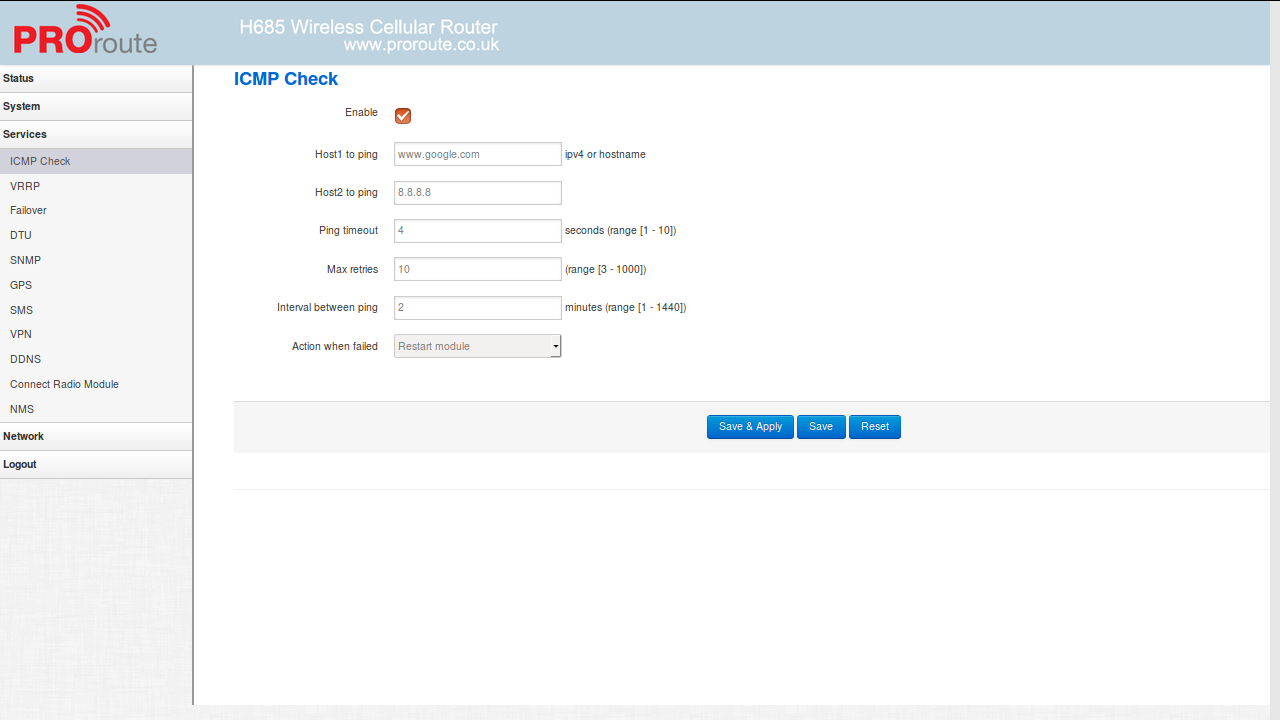 PROroute
H685 Wireless Cellular Router
www.proroute.co.uk
Status
System
Services
ICMP Check
VRRP
Failover
DTU
SNMP
GPS
SMS
VPN
DDNS
Connect Radio Module
NMS
Network
Logout
ICMP Check
Enable
Host1 to ping www.google.com ipv4 or hostname
Host2 to ping 8.8.8.8
Ping timeout 4 seconds (range [1 - 10])
Max retries 10 (range [3 - 1000])
Interval between ping 2 minutes (range [1 - 1440])
Action when failed Restart module
Save & Apply Save Reset